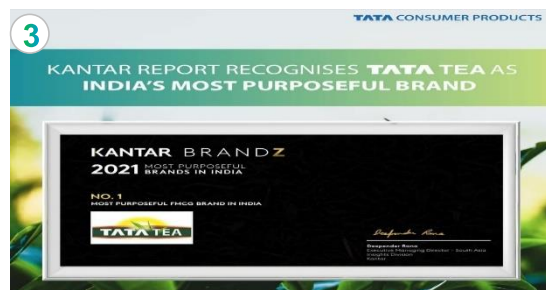 3
TATA CONSUMER PRODUCTS
KANTAR REPORT RECOGNISES TATA TEA AS
INDIA'S MOST PURPOSEFUL BRAND
KANTAR BRANDZ
2021 MOST PURPOSEFUL
BRANDS IN INDIA
NO. 1
MOST PURPOSEFUL FMCG BRAND IN INDIA
TATA TEA
Deepender Rana
Deepender Rana
Executive Managing Director - South Asia
Insights Division
Kantar